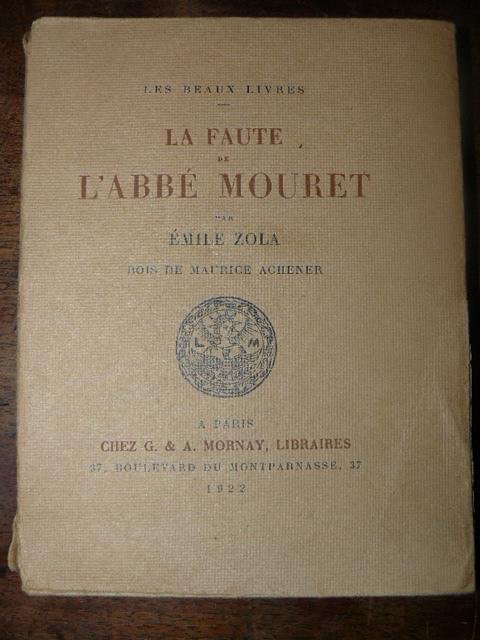 LES BEAUX LIVRES
LA FAUTE
DE
L'ABBÉ MOURET
PAR
ÉMILE ZOLA
BOIS DE MAURICE ACHENER
L M
A PARIS
CHEZ G. & A. MORNAY, LIBRAIRES
37, BOULEVARD DU MONTPARNASSE, 37
1922